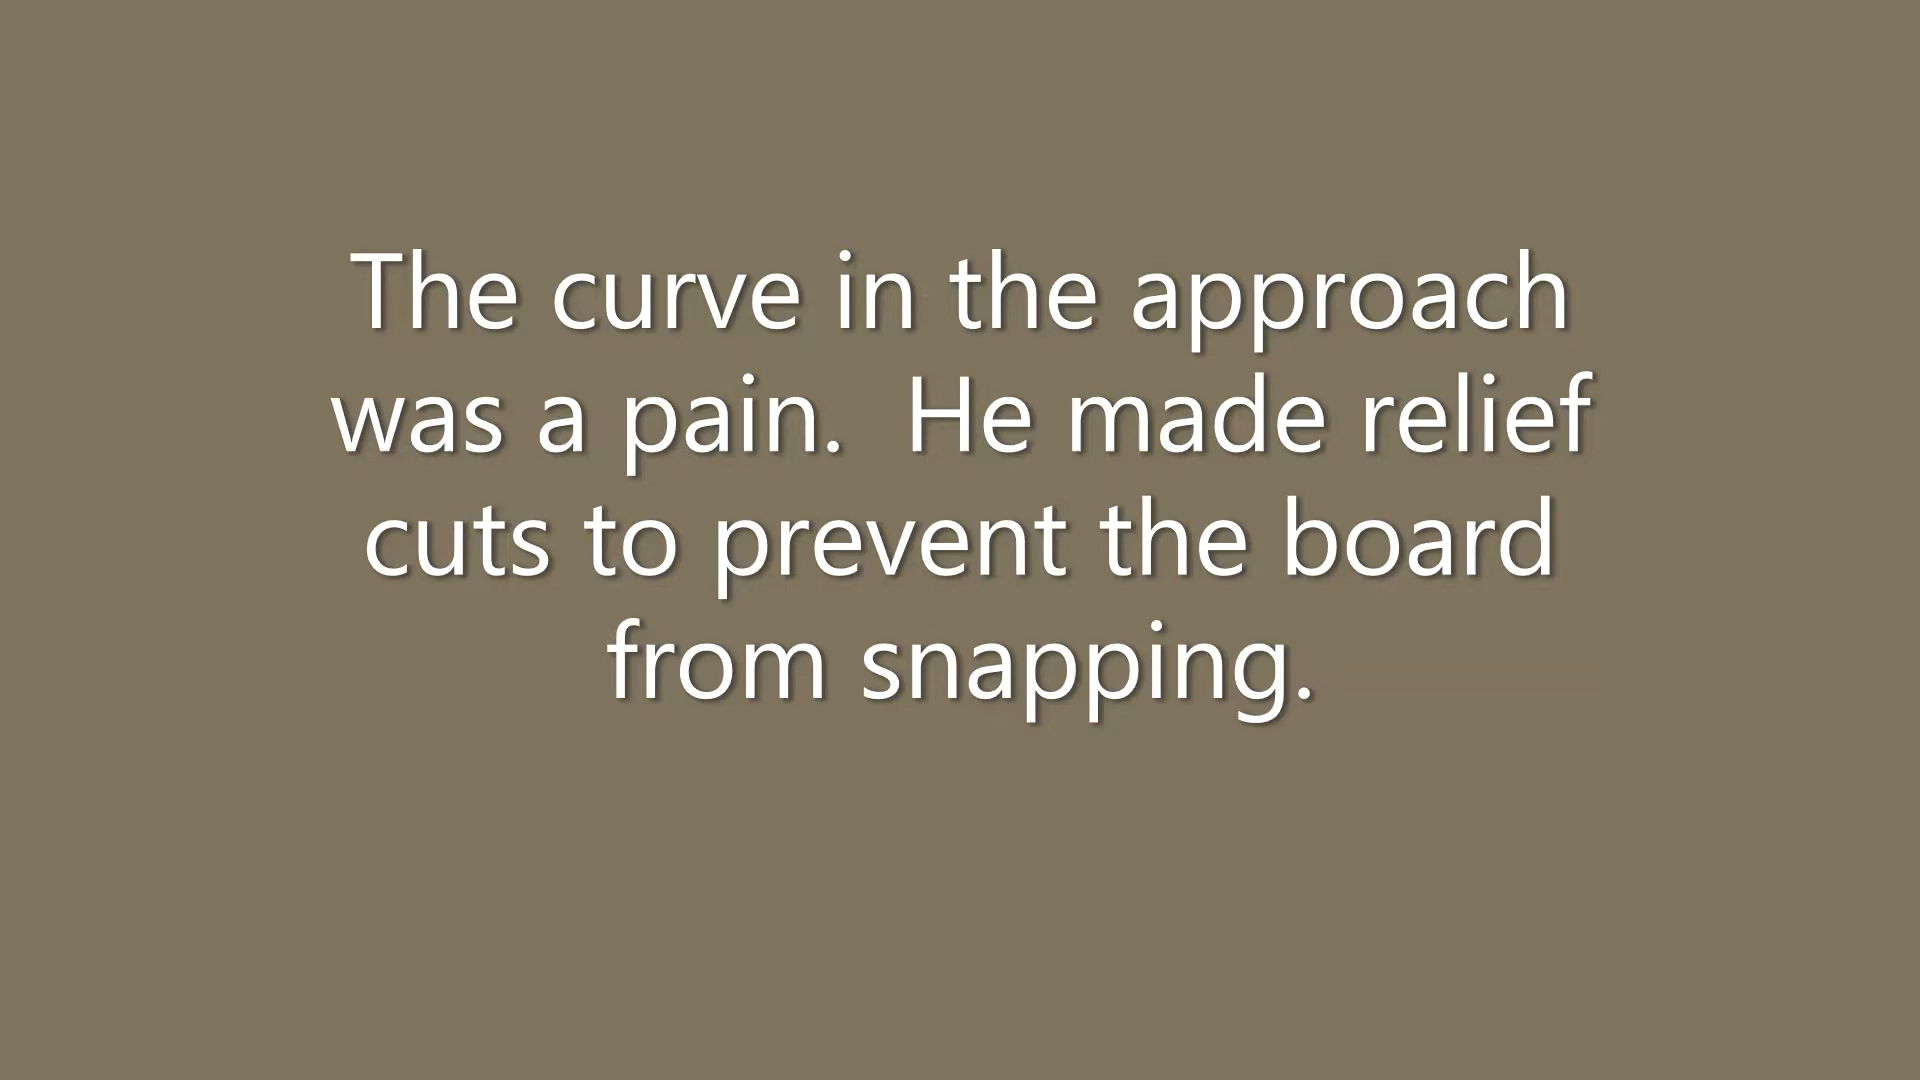 The curve in the approach
was a pain.  He made relief
cuts to prevent the board
from snapping.